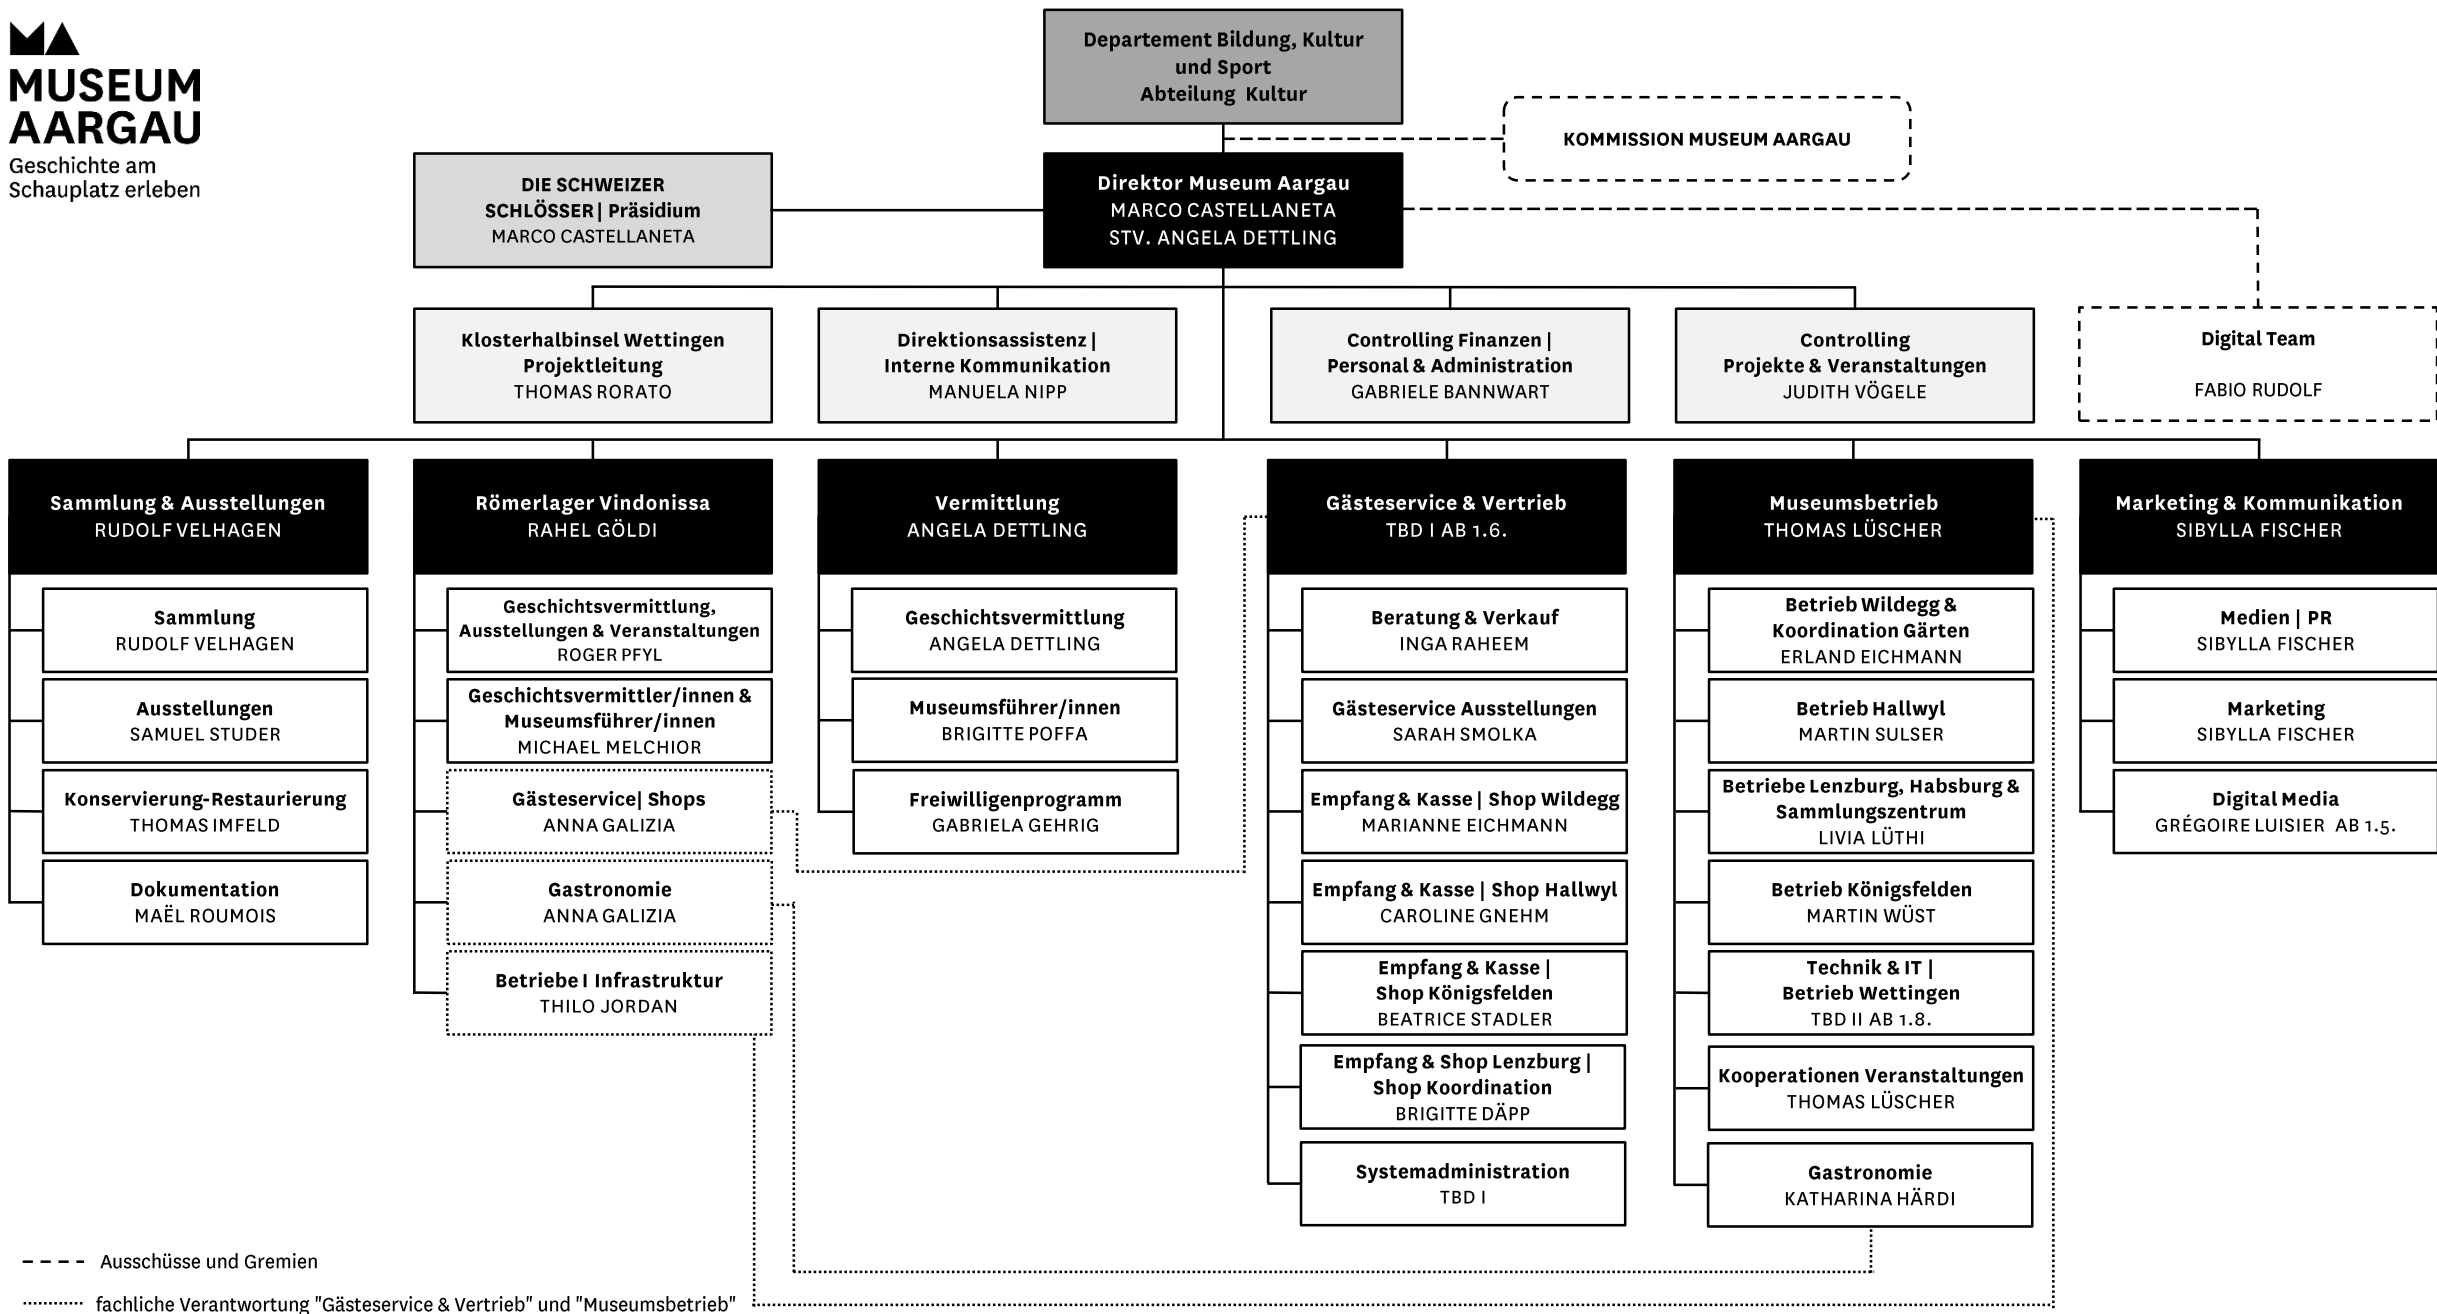 MUSEUM
AARGAU
Geschichte am
Schauplatz erleben
Departement Bildung, Kultur
und Sport
Abteilung Kultur
KOMMISSION MUSEUM AARGAU
DIE SCHWEIZER
SCHLÖSSER | Präsidium
MARCO CASTELLANETA
Direktor Museum Aargau
MARCO CASTELLANETA
STV. ANGELA DETTLING
Klosterhalbinsel Wettingen
Projektleitung
THOMAS RORATO
Direktionsassistenz |
Interne Kommunikation
MANUELA NIPP
Controlling Finanzen |
Personal & Administration
GABRIELE BANNWART
Controlling
Projekte & Veranstaltungen
JUDITH VÖGELE
Digital Team
FABIO RUDOLF
Sammlung & Ausstellungen
RUDOLF VELHAGEN
Sammlung
RUDOLF VELHAGEN
Ausstellungen
SAMUEL STUDER
Konservierung-Restaurierung
THOMAS IMFELD
Dokumentation
MAËL ROUMOIS
Römerlager Vindonissa
RAHEL GÖLDI
Geschichtsvermittlung,
Ausstellungen & Veranstaltungen
ROGER PFYL
Geschichtsvermittler/innen &
Museumsführer/innen
MICHAEL MELCHIOR
Gästeservice| Shops
ANNA GALIZIA
Gastronomie
ANNA GALIZIA
Betriebe I Infrastruktur
THILO JORDAN
Vermittlung
ANGELA DETTLING
Geschichtsvermittlung
ANGELA DETTLING
Museumsführer/innen
BRIGITTE POFFA
Freiwilligenprogramm
GABRIELA GEHRIG
Gästeservice & Vertrieb
TBD I AB 1.6.
Beratung & Verkauf
INGA RAHEEM
Gästeservice Ausstellungen
SARAH SMOLKA
Empfang & Kasse | Shop Wildegg
MARIANNE EICHMANN
Empfang & Kasse | Shop Hallwyl
CAROLINE GNEHM
Empfang & Kasse |
Shop Königsfelden
BEATRICE STADLER
Empfang & Shop Lenzburg |
Shop Koordination
BRIGITTE DÄPP
Systemadministration
TBD I
Museumsbetrieb
THOMAS LÜSCHER
Betrieb Wildegg &
Koordination Gärten
ERLAND EICHMANN
Betrieb Hallwyl
MARTIN SULSER
Betriebe Lenzburg, Habsburg &
Sammlungszentrum
LIVIA LÜTHI
Betrieb Königsfelden
MARTIN WÜST
Technik & IT |
Betrieb Wettingen
TBD II AB 1.8.
Kooperationen Veranstaltungen
THOMAS LÜSCHER
Gastronomie
KATHARINA HÄRDI
Marketing & Kommunikation
SIBYLLA FISCHER
Medien | PR
SIBYLLA FISCHER
Marketing
SIBYLLA FISCHER
Digital Media
GRÉGOIRE LUISIER AB 1.5.
Ausschüsse und Gremien
fachliche Verantwortung "Gästeservice & Vertrieb" und "Museumsbetrieb"